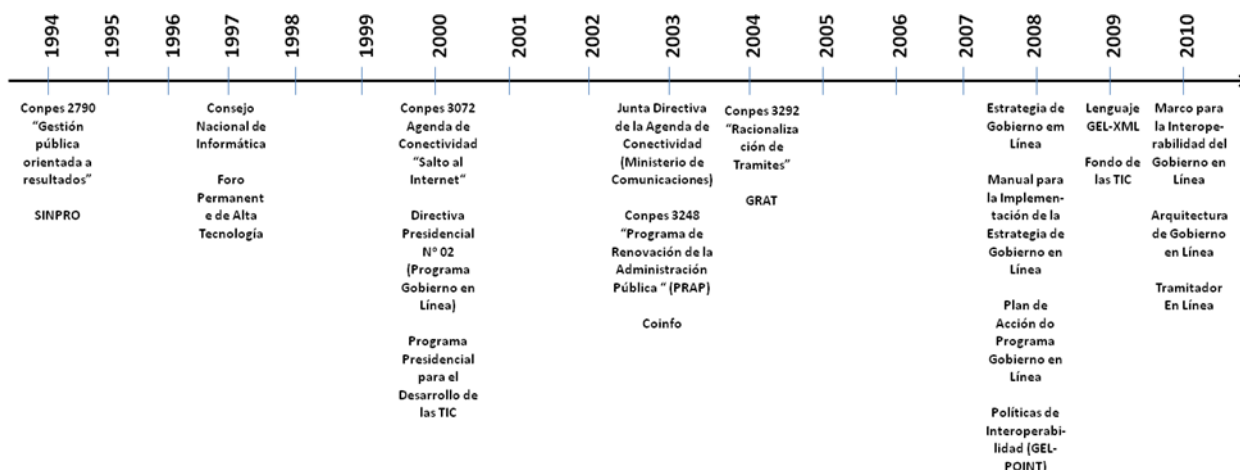 1994
1995
1996
1997
1998
1999
2000
2001
2002
2003
2004
2005
2006
2007
2008
2009
2010
Conpes 2790
“Gestión
pública
orientada a
resultados”
SINPRO
Consejo
Nacional de
Informática
Foro
Permanent
e de Alta
Tecnología
Conpes 3072
Agenda de
Conectividad
“Salto al
Internet”
Directiva
Presidencial
Nº 02
(Programa
Gobierno en
Línea)
Programa
Presidencial
para el
Desarrollo de
las TIC
Junta Directiva
de la Agenda de
Conectividad
(Ministerio de
Comunicaciones)
Conpes 3248
“Programa de
Renovación de la
Administración
Pública ” (PRAP)
Coinfo
Conpes 3292
“Racionaliza
ción de
Tramites”
GRAT
Estrategia de
Gobierno em
Línea
Manual para
la Implemen-
tación de la
Estrategia de
Gobierno en
Línea
Plan de
Acción do
Programa
Gobierno en
Línea
Políticas de
Interoperabi-
lidad (GEL-
POINT)
Lenguaje
GEL-XML
Fondo de
las TIC
Marco para
la Interope-
rabilidad del
Gobierno en
Línea
Arquitectura
de Gobierno
en Línea
Tramitador
En Línea